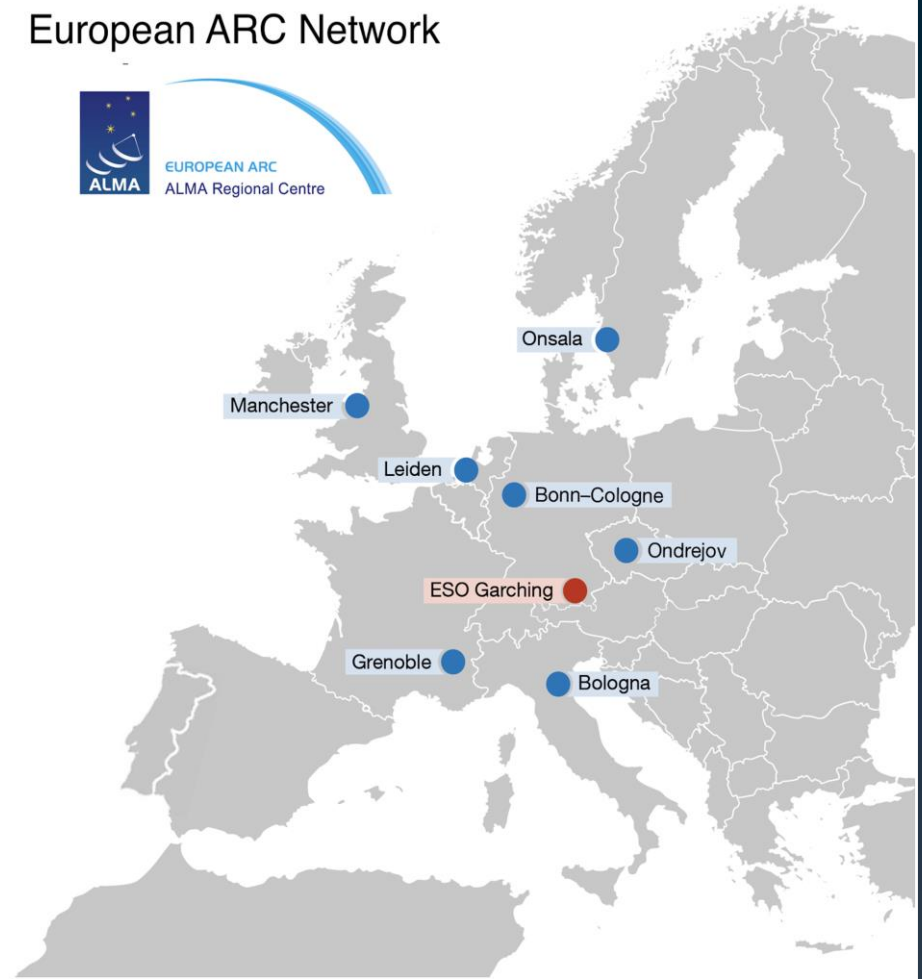 European ARC Network
ALMA
EUROPEAN ARC
ALMA Regional Centre
Onsala
Manchester
Leiden
Bonn–Cologne
Ondrejov
ESO Garching
Grenoble
Bologna